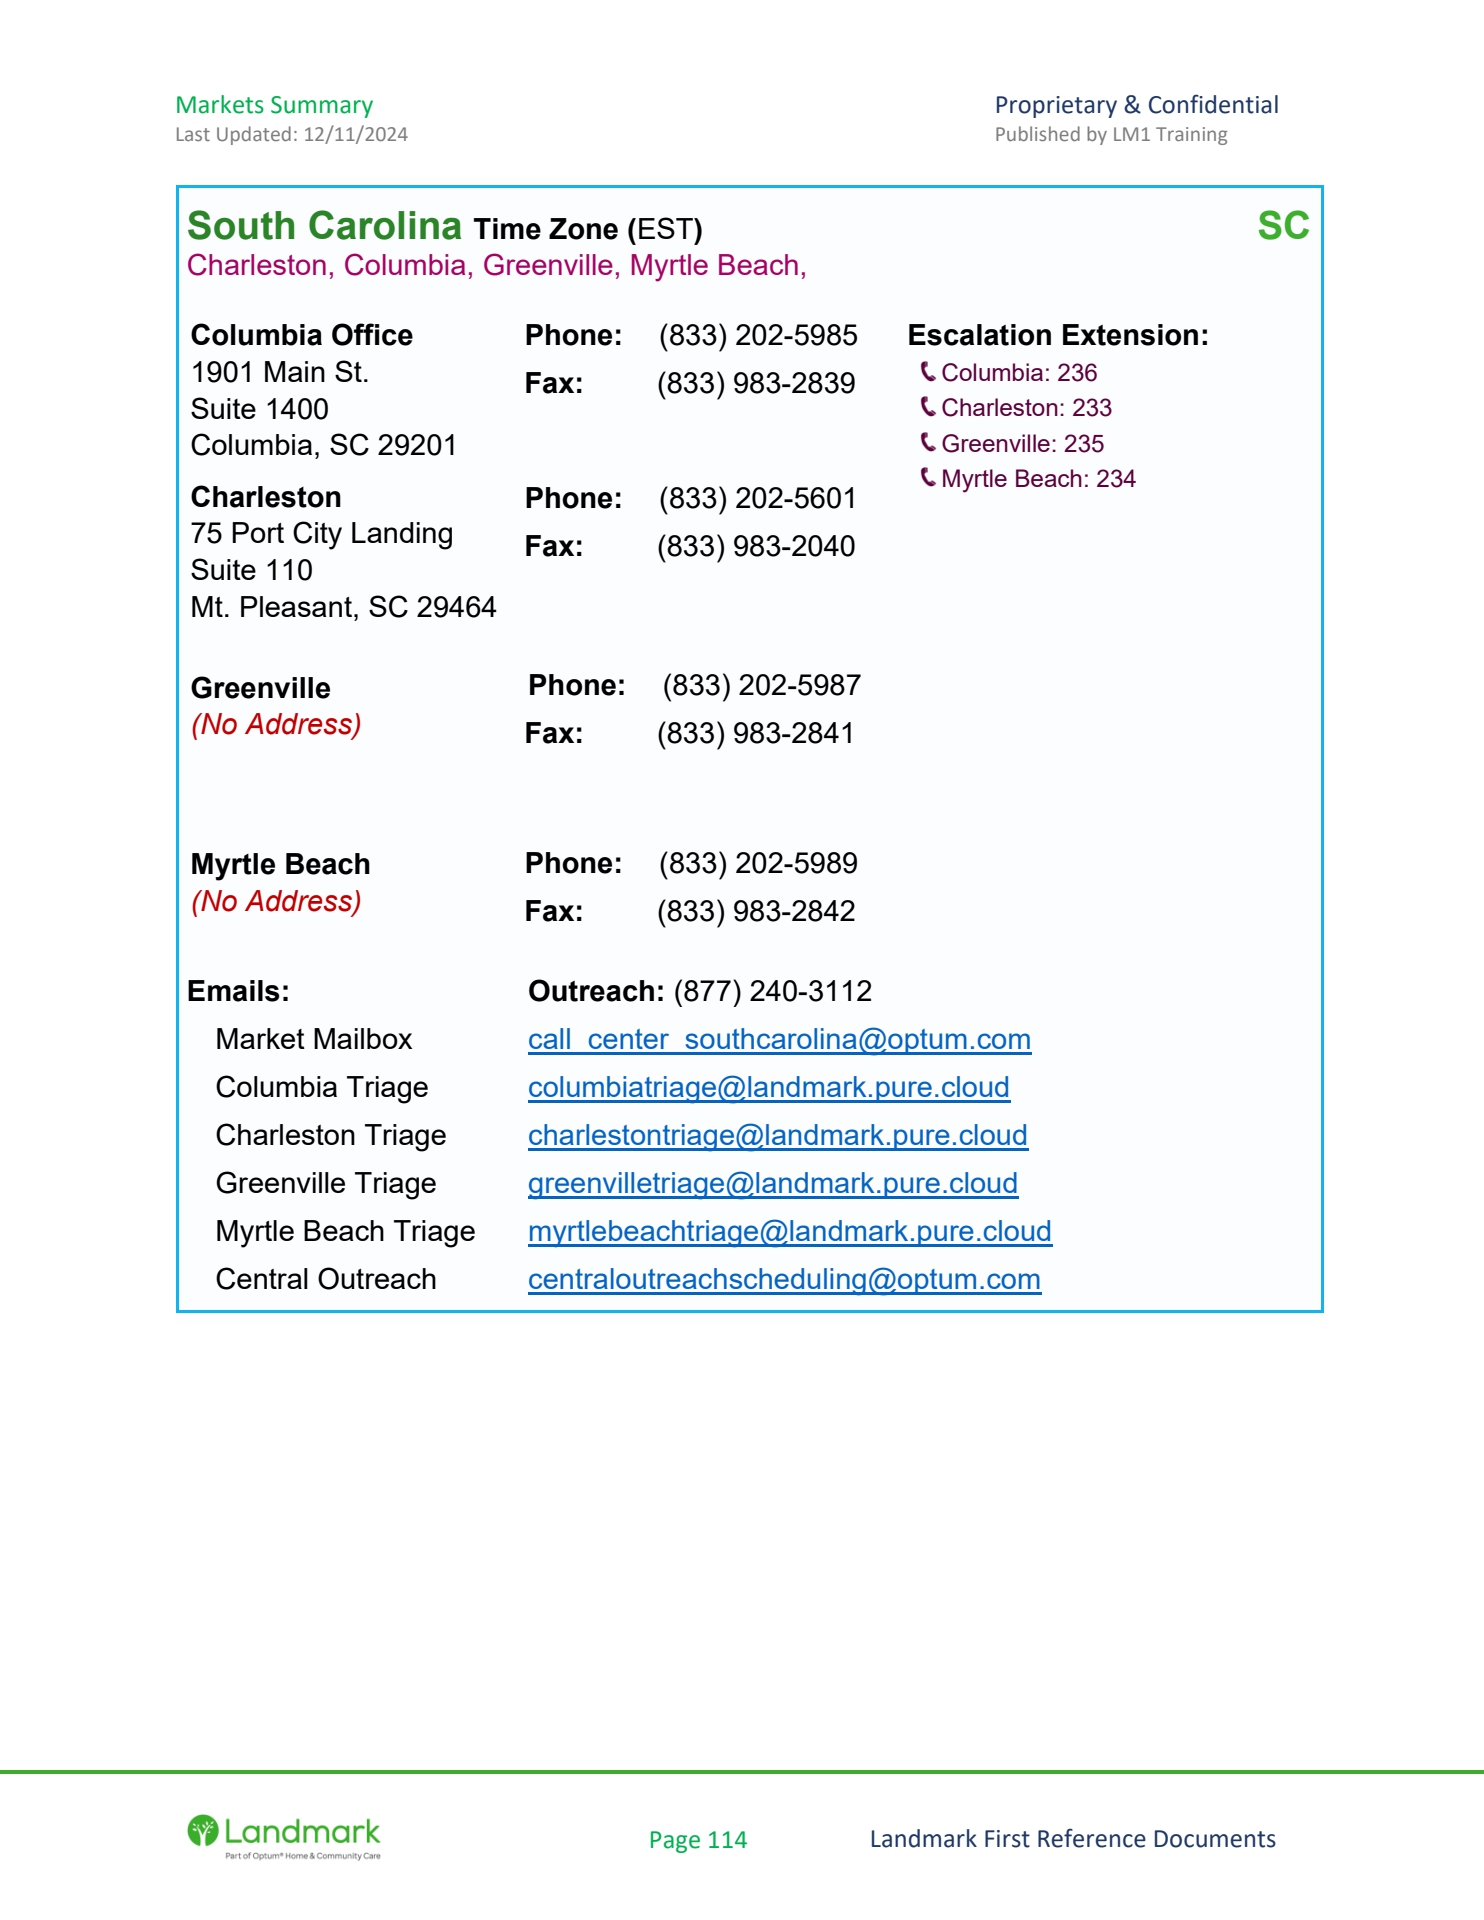 Markets Summary
Proprietary & Confidential
Last Updated: 12/11/2024
Published by LM1 Training
South Carolina Time Zone (EST) SC
Charleston, Columbia, Greenville, Myrtle Beach,
Columbia Office
1901 Main St.
Suite 1400
Columbia, SC 29201
Phone: (833) 202-5985
Fax: (833) 983-2839
Escalation Extension:
Columbia: 236
Charleston: 233
Greenville: 235
Myrtle Beach: 234
Charleston
75 Port City Landing
Suite 110
Mt. Pleasant, SC 29464
Phone: (833) 202-5601
Fax: (833) 983-2040
Greenville
(No Address)
Phone: (833) 202-5987
Fax: (833) 983-2841
Myrtle Beach
(No Address)
Phone: (833) 202-5989
Fax: (833) 983-2842
Emails: Outreach: (877) 240-3112
Market Mailbox call_center_southcarolina@optum.com
Columbia Triage columbiatriage@landmark.pure.cloud
Charleston Triage charlestontriage@landmark.pure.cloud
Greenville Triage greenvilletriage@landmark.pure.cloud
Myrtle Beach Triage myrtlebeachtriage@landmark.pure.cloud
Central Outreach centraloutreachscheduling@optum.com
Landmark
Part of Optum® Home & Community Care
Page 114
Landmark First Reference Documents